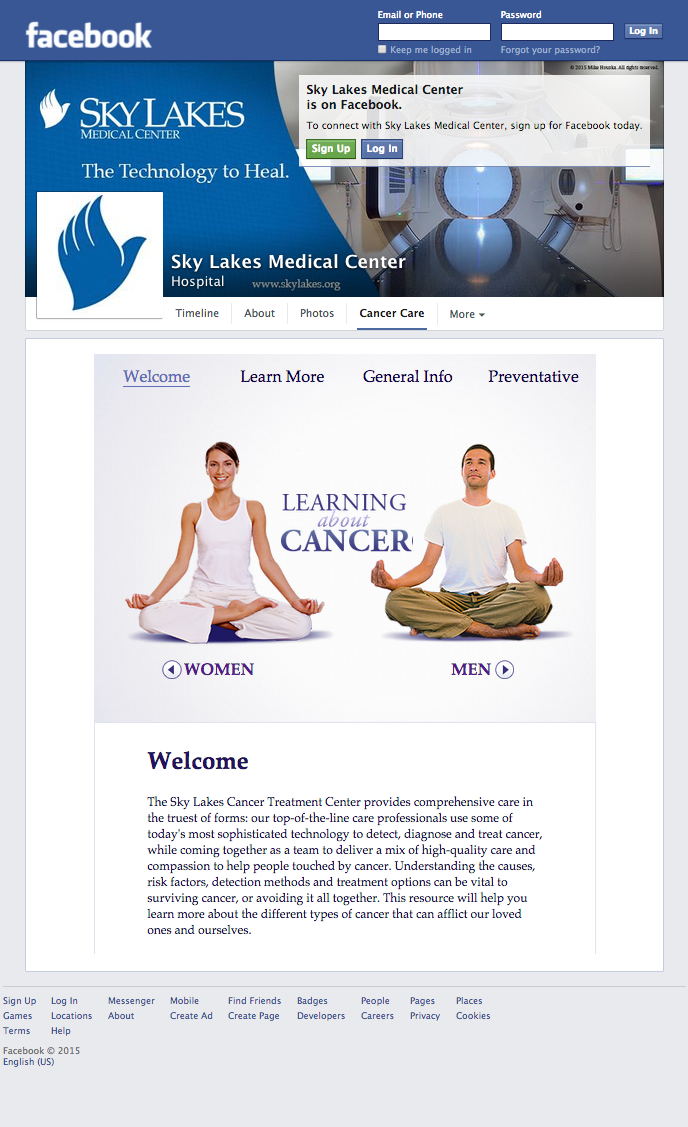 facebook
Email or Phone
Password
Log In
Keep me logged in
Forgot your password?
© 2015 Mike Houska. All rights reserved.
Sky Lakes Medical Center
is on Facebook.
To connect with Sky Lakes Medical Center, sign up for Facebook today.
Sign Up Log In
SKY LAKES
MEDICAL CENTER
The Technology to Heal.
Sky Lakes Medical Center
Hospital
www.skylakes.org
Timeline About Photos Cancer Care More
Welcome Learn More General Info Preventative
LEARNING
about
CANCER
WOMEN MEN
Welcome
The Sky Lakes Cancer Treatment Center provides comprehensive care in
the truest of forms: our top-of-the-line care professionals use some of
today's most sophisticated technology to detect, diagnose and treat cancer,
while coming together as a team to deliver a mix of high-quality care and
compassion to help people touched by cancer. Understanding the causes,
risk factors, detection methods and treatment options can be vital to
surviving cancer, or avoiding it all together. This resource will help you
learn more about the different types of cancer that can afflict our loved
ones and ourselves.
Sign Up Log In Messenger Mobile Find Friends Badges People Pages Places
Games Locations About Create Ad Create Page Developers Careers Privacy Cookies
Terms Help
Facebook © 2015
English (US)